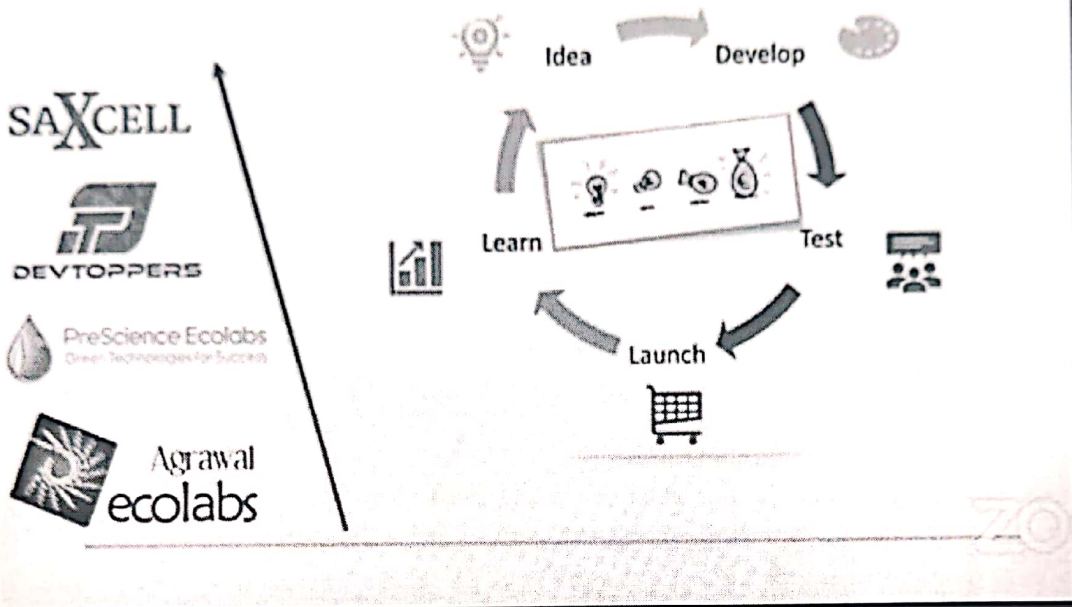 SAXCELL
DEVTOPPERS
PreScience Ecolabs
Green Technologies for Success
Agrawal
ecolabs
Idea
Develop
Test
Launch
Learn